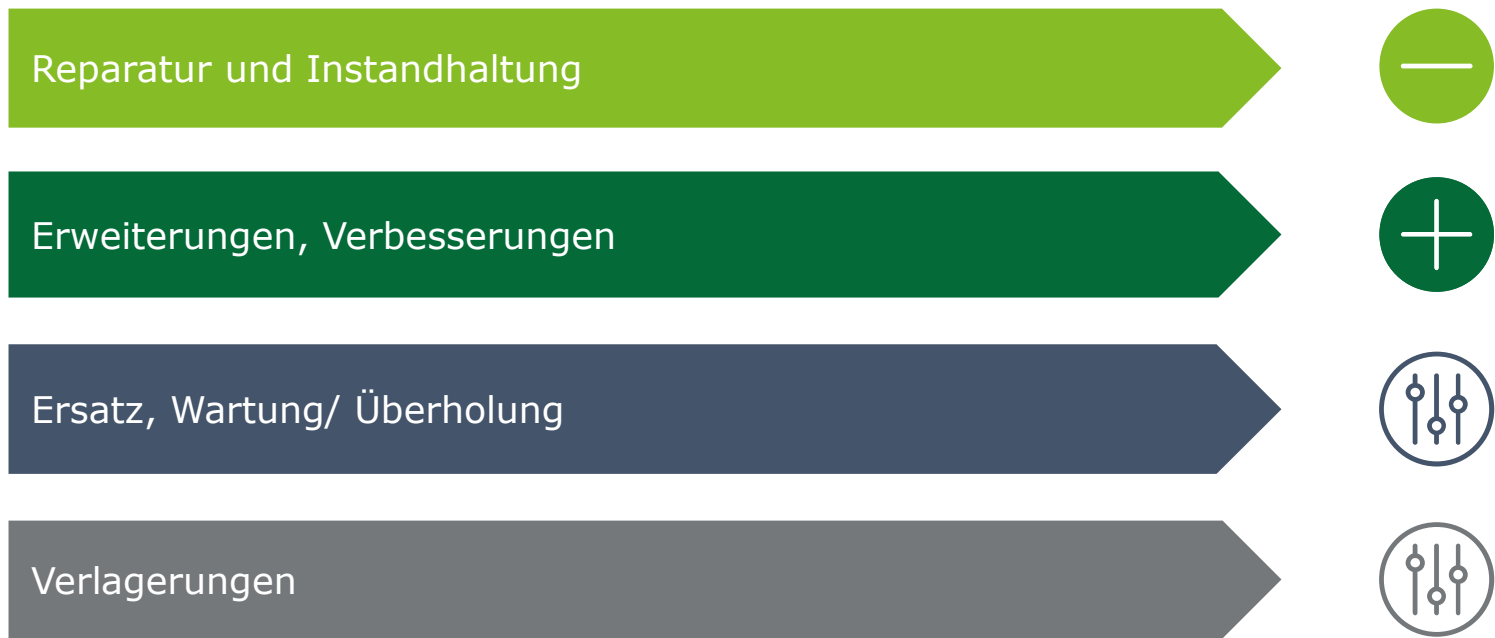 Reparatur und Instandhaltung
Erweiterungen, Verbesserungen
Ersatz, Wartung/ Überholung
Verlagerungen